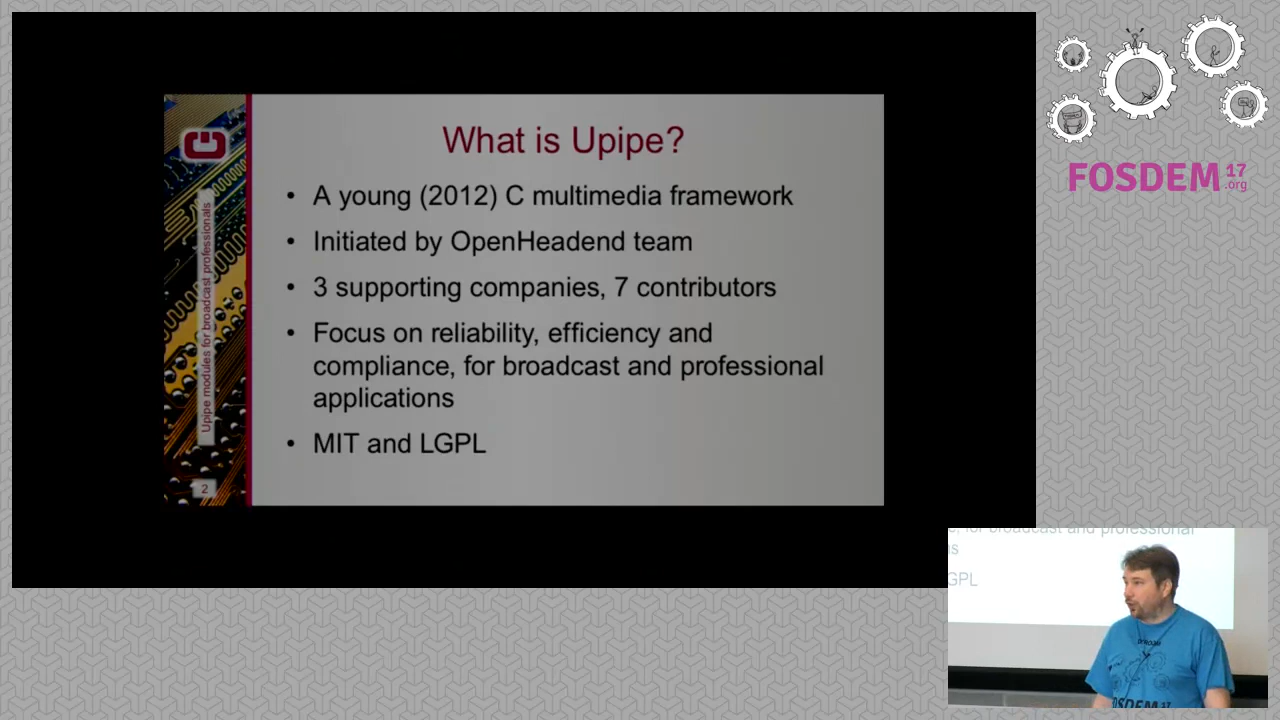 What is Upipe?
• A young (2012) C multimedia framework
• Initiated by OpenHeadend team
• 3 supporting companies, 7 contributors
• Focus on reliability, efficiency and
compliance, for broadcast and professional
applications
• MIT and LGPL
Upipe modules for broadcast professionals
2
FOSDEM 17
.org
for broadcast and professional
GPL
FOSDEM 17